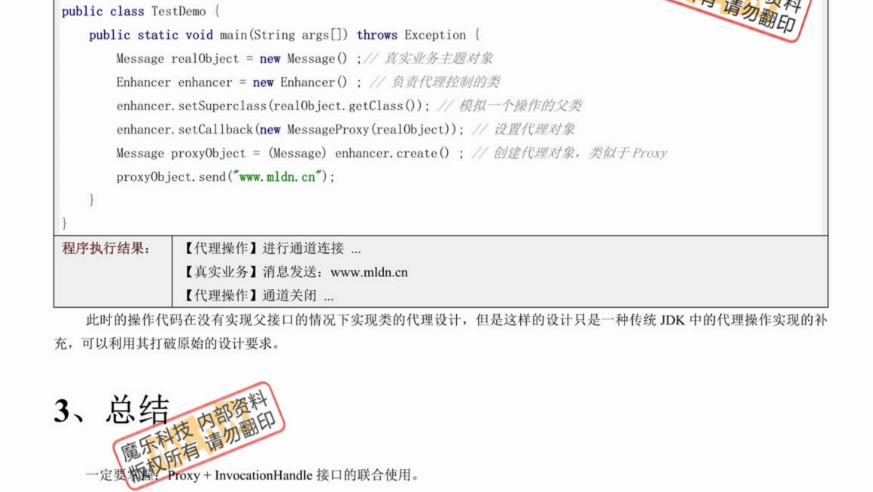 public class TestDemo {
public static void main(String args[]) throws Exception {
Message realObject = new Message() ;// 真实业务主题对象
Enhancer enhancer = new Enhancer() ; // 负责代理控制的类
enhancer.setSuperclass(realObject.getClass()); // 模拟一个操作的父类
enhancer.setCallback(new MessageProxy(realObject)); // 设置代理对象
Message proxyObject = (Message) enhancer.create() ; // 创建代理对象，类似于 Proxy
proxyObject.send("www.mldn.cn");
}
}
程序执行结果： 【代理操作】进行通道连接 ...
【真实业务】消息发送：www.mldn.cn
【代理操作】通道关闭 ...
此时的操作代码在没有实现父接口的情况下实现类的代理设计，但是这样的设计只是一种传统 JDK 中的代理操作实现的补
充，可以利用其打破原始的设计要求。
3、总结
魔乐科技 内部资料
版权所有 请勿翻印
一定要 Proxy + InvocationHandle 接口的联合使用。
资料
有 请勿翻印